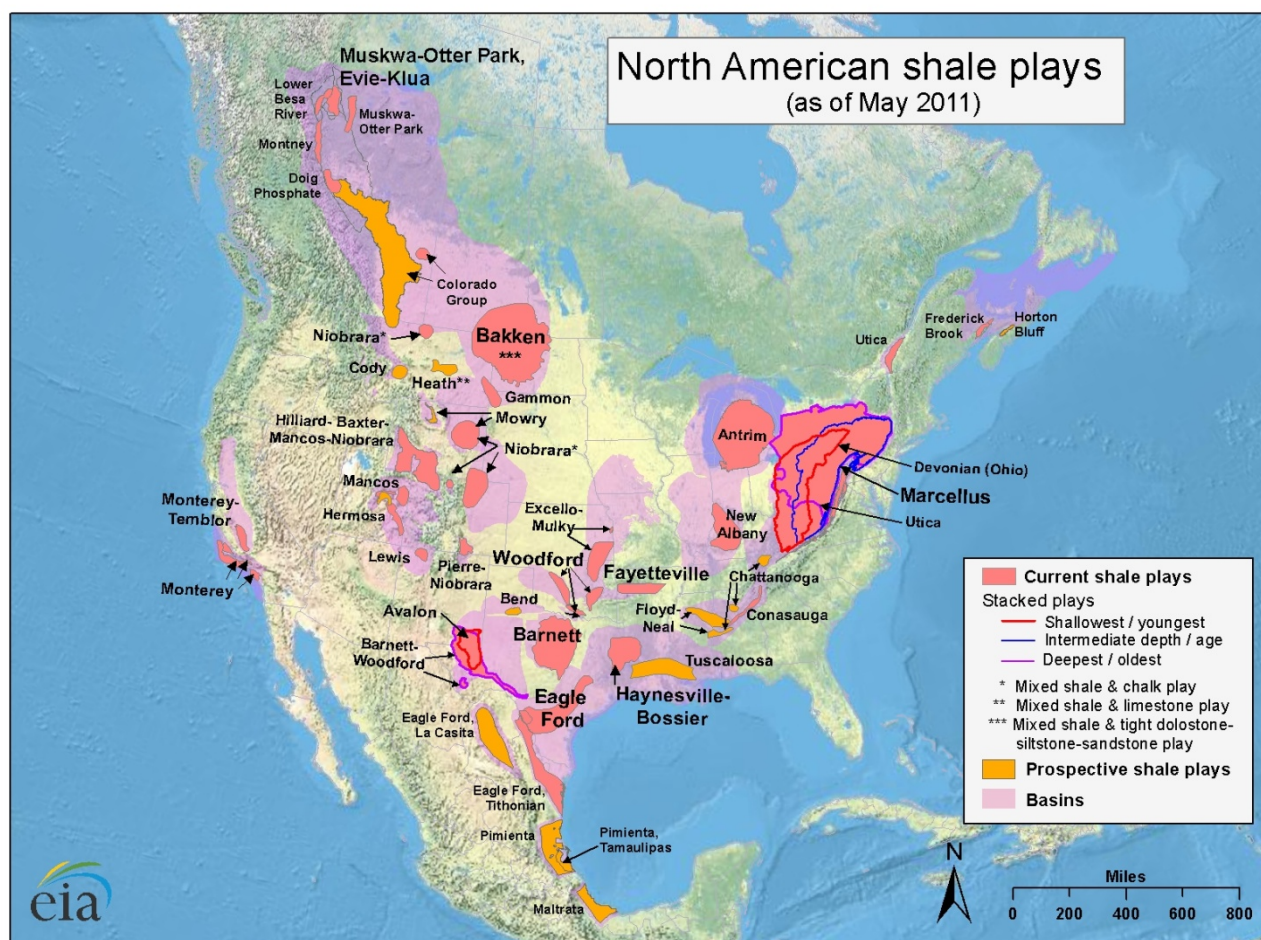 North American shale plays
(as of May 2011)
Muskwa-Otter Park,
Evie-Klua
Lower
Besa
River
Muskwa-
Otter Park
Montney
Doig
Phosphate
Colorado
Group
Niobrara*
Bakken
***
Cody
Heath**
Gammon
Mowry
Hilliard- Baxter-
Mancos-Niobrara
Niobrara*
Mancos
Hermosa
Monterey-
Temblor
Monterey
Lewis
Pierre-
Niobrara
Excello-
Mulky
Woodford
Fayetteville
Bend
Avalon
Barnett-
Woodford
Barnett
Eagle
Ford
Haynesville-
Bossier
Tuscaloosa
Floyd-
Neal
Conasauga
Chattanooga
New
Albany
Antrim
Devonian (Ohio)
Marcellus
Utica
Utica
Frederick
Brook
Horton
Bluff
Eagle Ford,
La Casita
Eagle Ford,
Tithonian
Pimienta
Pimienta,
Tamaulipas
Maltrata
Current shale plays
Stacked plays
Shallowest / youngest
Intermediate depth / age
Deepest / oldest
* Mixed shale & chalk play
** Mixed shale & limestone play
*** Mixed shale & tight dolostone-
siltstone-sandstone play
Prospective shale plays
Basins
N
Miles
0 200 400 600 800
eia